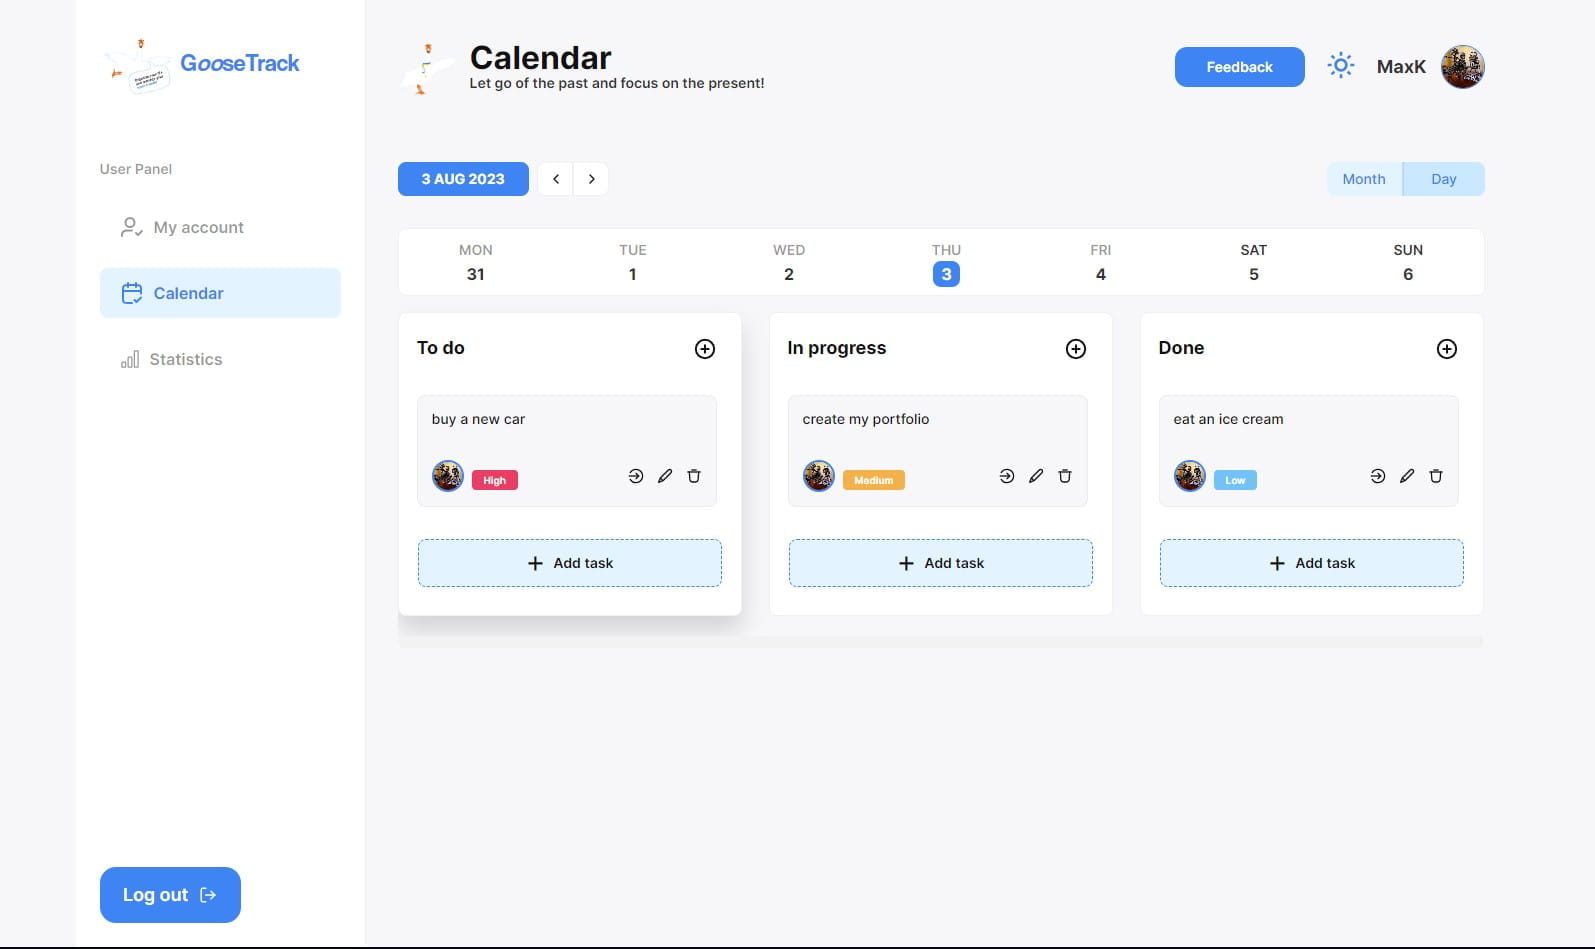 GooseTrack
User Panel
My account
Calendar
Statistics
Log out
Calendar
Let go of the past and focus on the present!
Feedback
MaxK
3 AUG 2023
Month
Day
MON TUE WED THU FRI SAT SUN
31 1 2 3 4 5 6
To do
buy a new car
High
Add task
In progress
create my portfolio
Medium
Add task
Done
eat an ice cream
Low
Add task